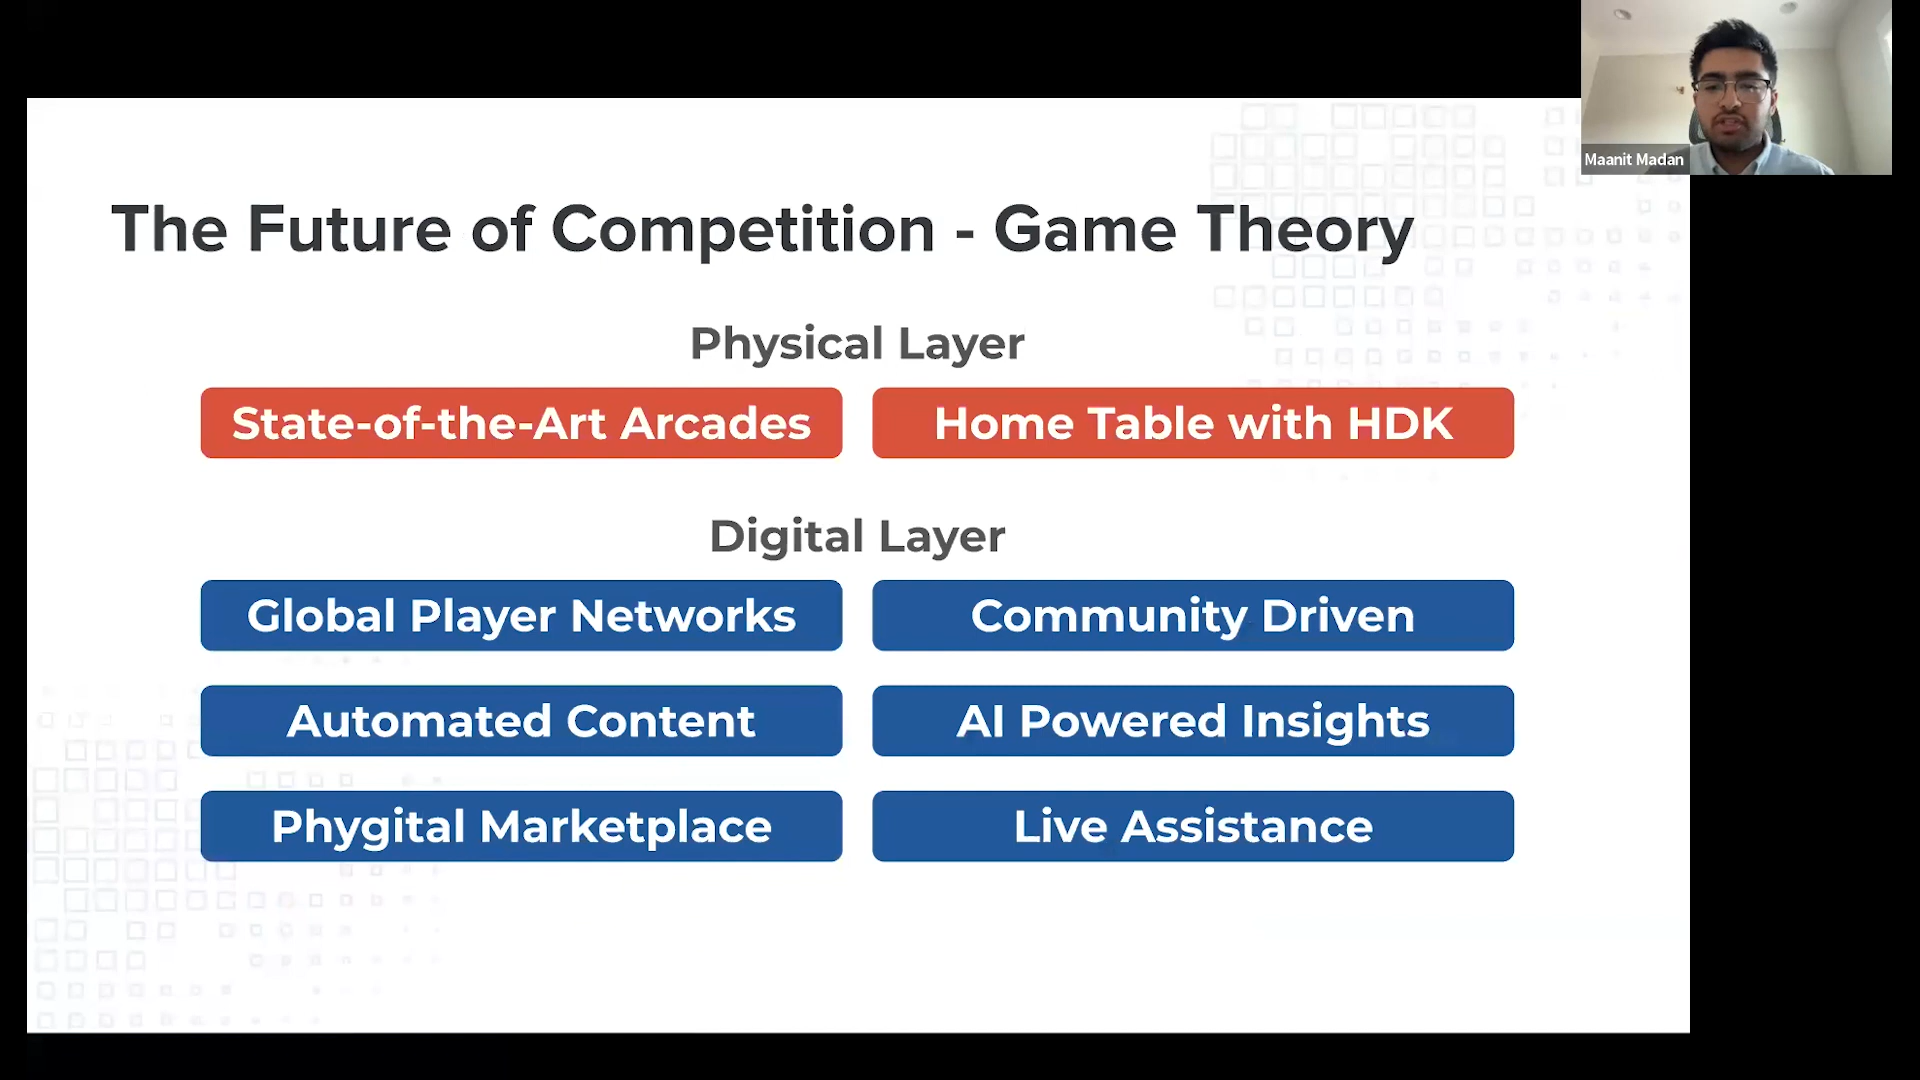 Maanit Madan
The Future of Competition - Game Theory
Physical Layer
State-of-the-Art Arcades
Home Table with HDK
Digital Layer
Global Player Networks
Community Driven
Automated Content
AI Powered Insights
Phygital Marketplace
Live Assistance